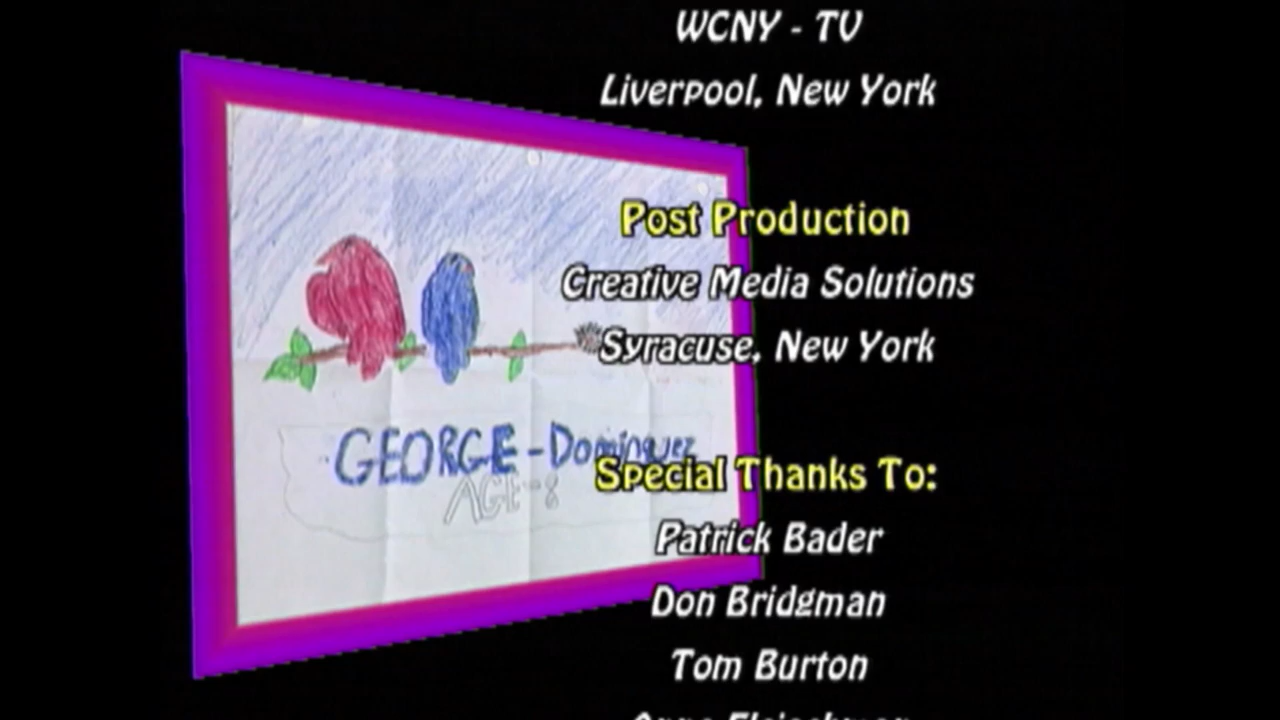 WCNY - TV
Liverpool, New York
Post Production
Creative Media Solutions
Syracuse, New York
GEORGE - Dominguez
AGE - 8
Special Thanks To:
Patrick Bader
Don Bridgman
Tom Burton